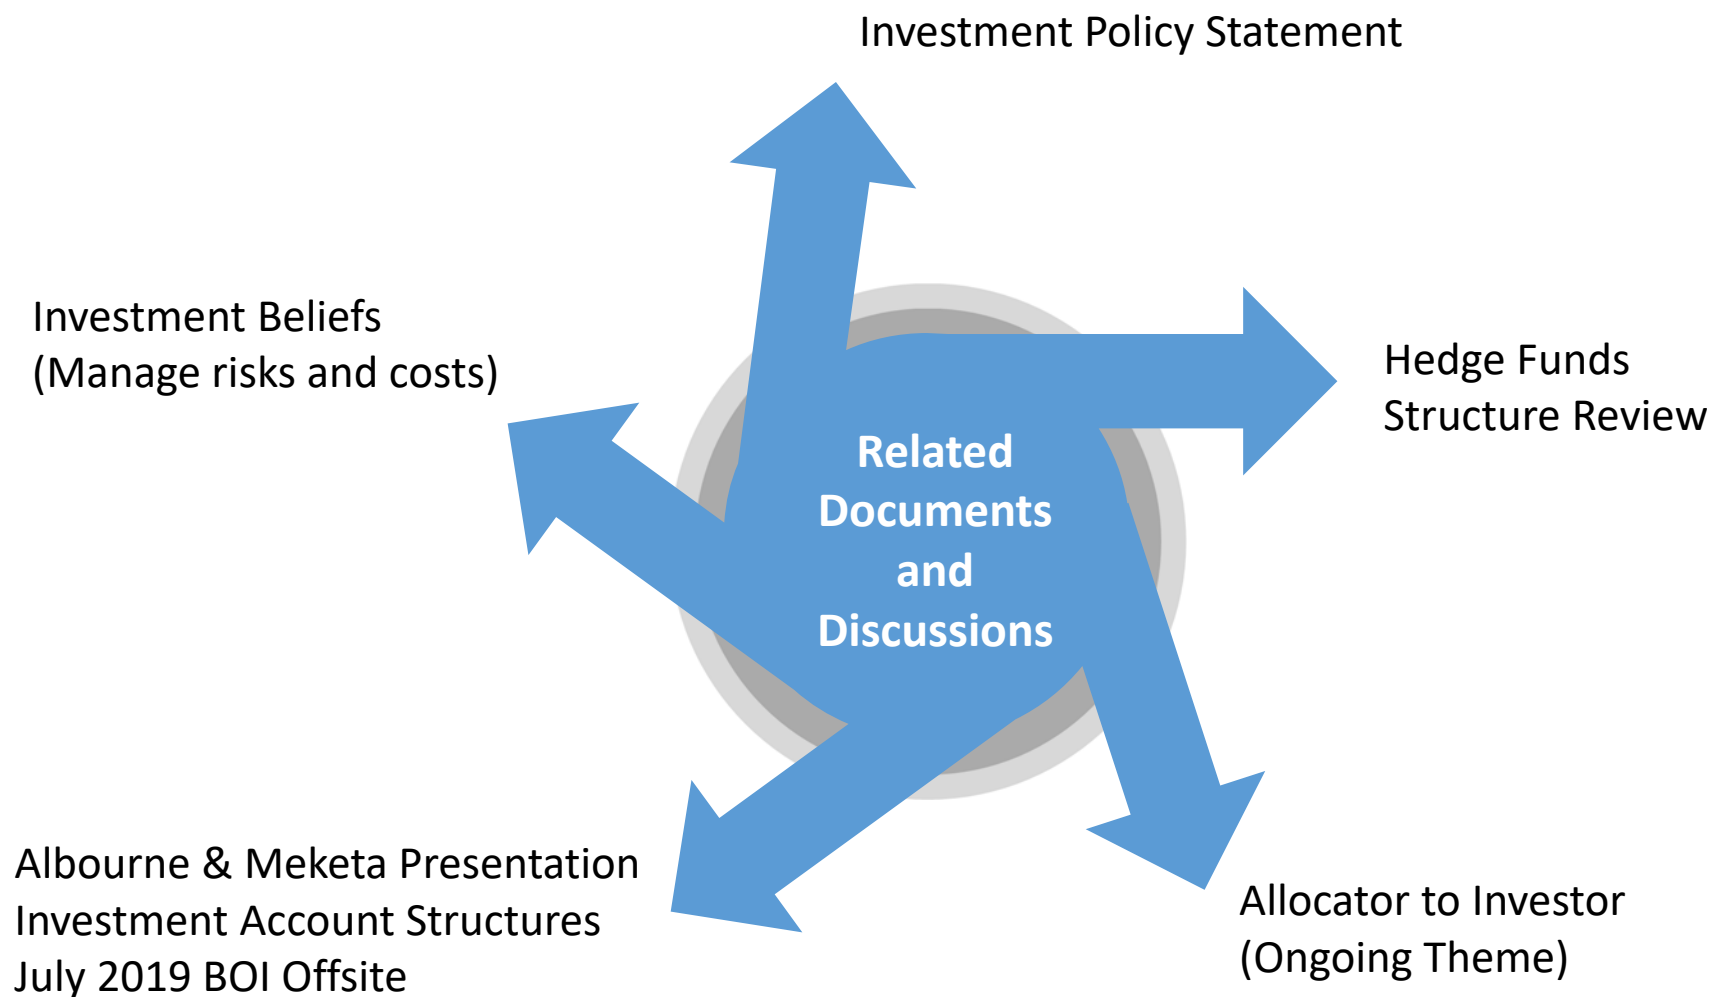 Investment Policy Statement
Investment Beliefs
(Manage risks and costs)
Hedge Funds
Structure Review
Related
Documents
and
Discussions
Albourne & Meketa Presentation
Investment Account Structures
July 2019 BOI Offsite
Allocator to Investor
(Ongoing Theme)